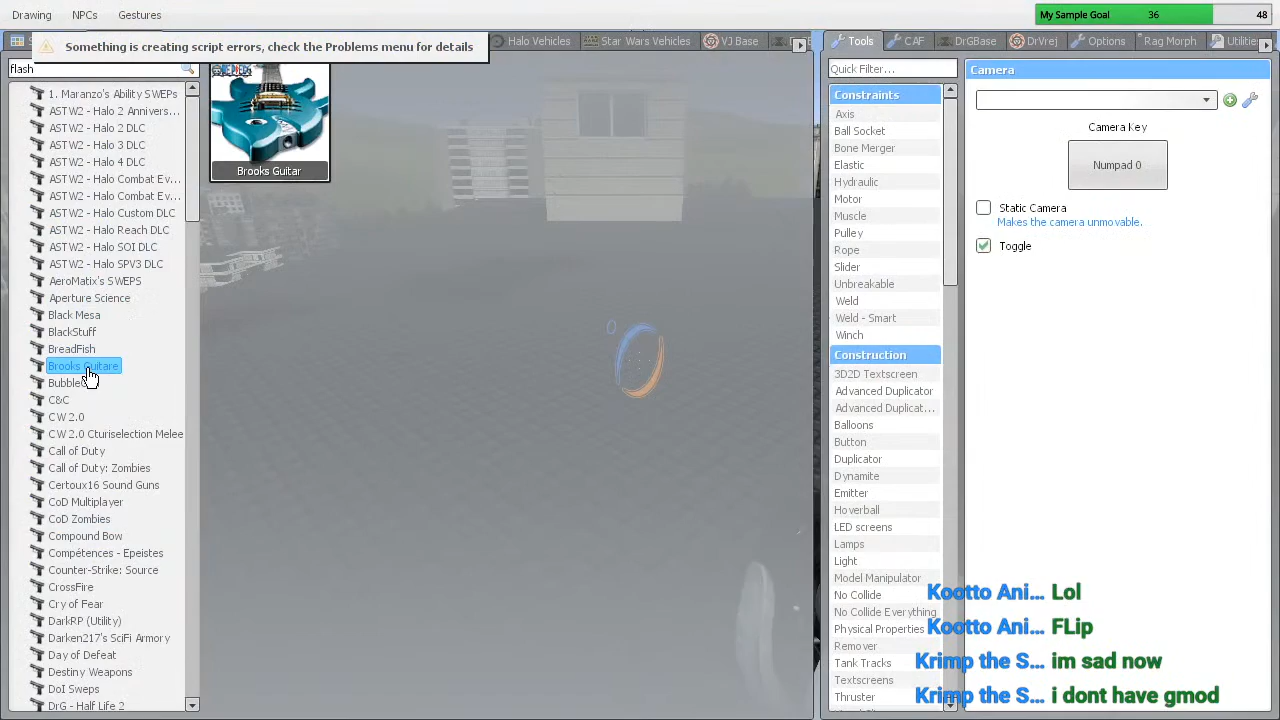 Drawing NPCs Gestures
My Sample Goal 36 48
Something is creating script errors, check the Problems menu for details
Halo Vehicles Star Wars Vehicles VJ Base
Tools CAF DrGBase DrVrej Options Rag Morph Utilitie
flash
Quick Filter...
Camera
1. Maranzo's Ability SWEPs
ASTW2 - Halo 2 Annivers...
ASTW2 - Halo 2 DLC
ASTW2 - Halo 3 DLC
ASTW2 - Halo 4 DLC
ASTW2 - Halo Combat Ev...
ASTW2 - Halo Combat Ev...
ASTW2 - Halo Custom DLC
ASTW2 - Halo Reach DLC
ASTW2 - Halo SOI DLC
ASTW2 - Halo SPV3 DLC
AeroMatix's SWEPS
Aperture Science
Black Mesa
BlackStuff
BreadFish
Brooks Guitare
Bubble
C&C
CW 2.0
CW 2.0 Cturiselection Melee
Call of Duty
Call of Duty: Zombies
Certoux16 Sound Guns
CoD Multiplayer
CoD Zombies
Compound Bow
Compétences - Epeistes
Counter-Strike: Source
CrossFire
Cry of Fear
DarkRP (Utility)
Darken217's SciFi Armory
Day of Defeat
Destiny Weapons
DoI Sweps
DrG - Half Life 2
Brooks Guitar
Constraints
Axis
Ball Socket
Bone Merger
Elastic
Hydraulic
Motor
Muscle
Pulley
Rope
Slider
Unbreakable
Weld
Weld - Smart
Winch
Construction
3D2D Textscreen
Advanced Duplicator
Advanced Duplicat...
Balloons
Button
Duplicator
Dynamite
Emitter
Hoverball
LED screens
Lamps
Light
Model Manipulator
No Collide
No Collide Everything
Physical Properties
Remover
Tank Tracks
Textscreens
Thruster
Camera Key
Numpad 0
Static Camera
Makes the camera unmovable.
Toggle
Kootto Ani... Lol
Kootto Ani... FLip
Krimp the S... im sad now
Krimp the S... i dont have gmod